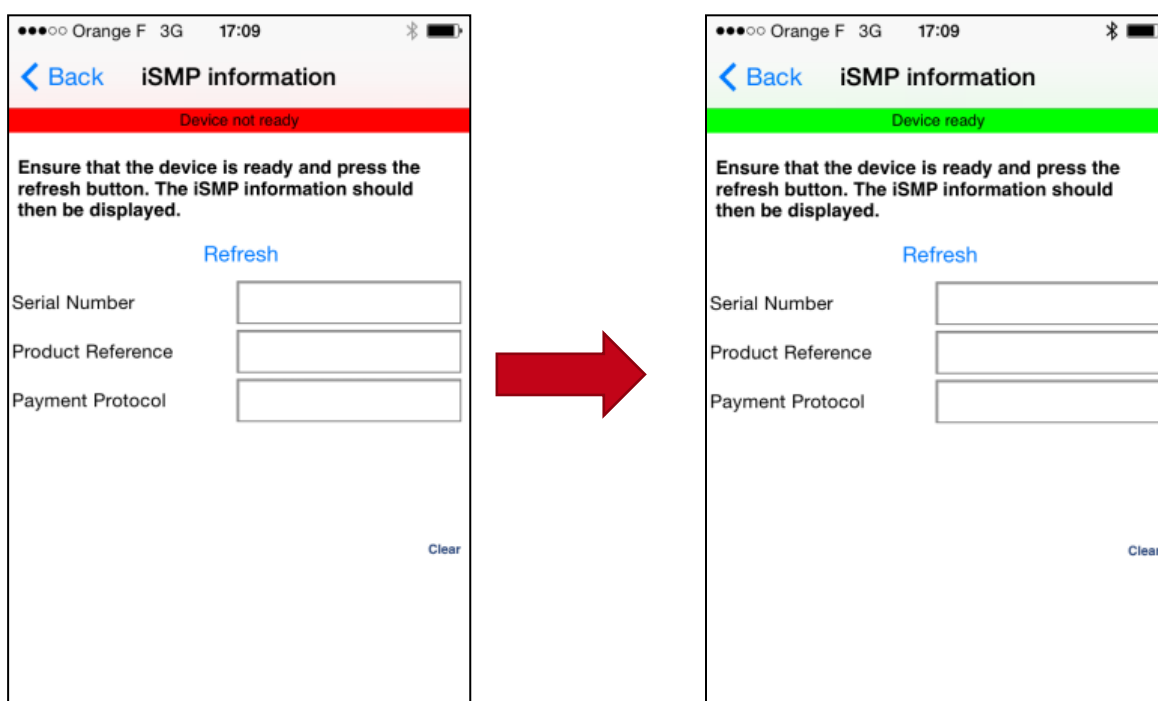 Orange F 3G 17:09
Back iSMP information
Device not ready
Ensure that the device is ready and press the
refresh button. The iSMP information should
then be displayed.
Refresh
Serial Number
Product Reference
Payment Protocol
Clear
Orange F 3G 17:09
Back iSMP information
Device ready
Ensure that the device is ready and press the
refresh button. The iSMP information should
then be displayed.
Refresh
Serial Number
Product Reference
Payment Protocol
Clear